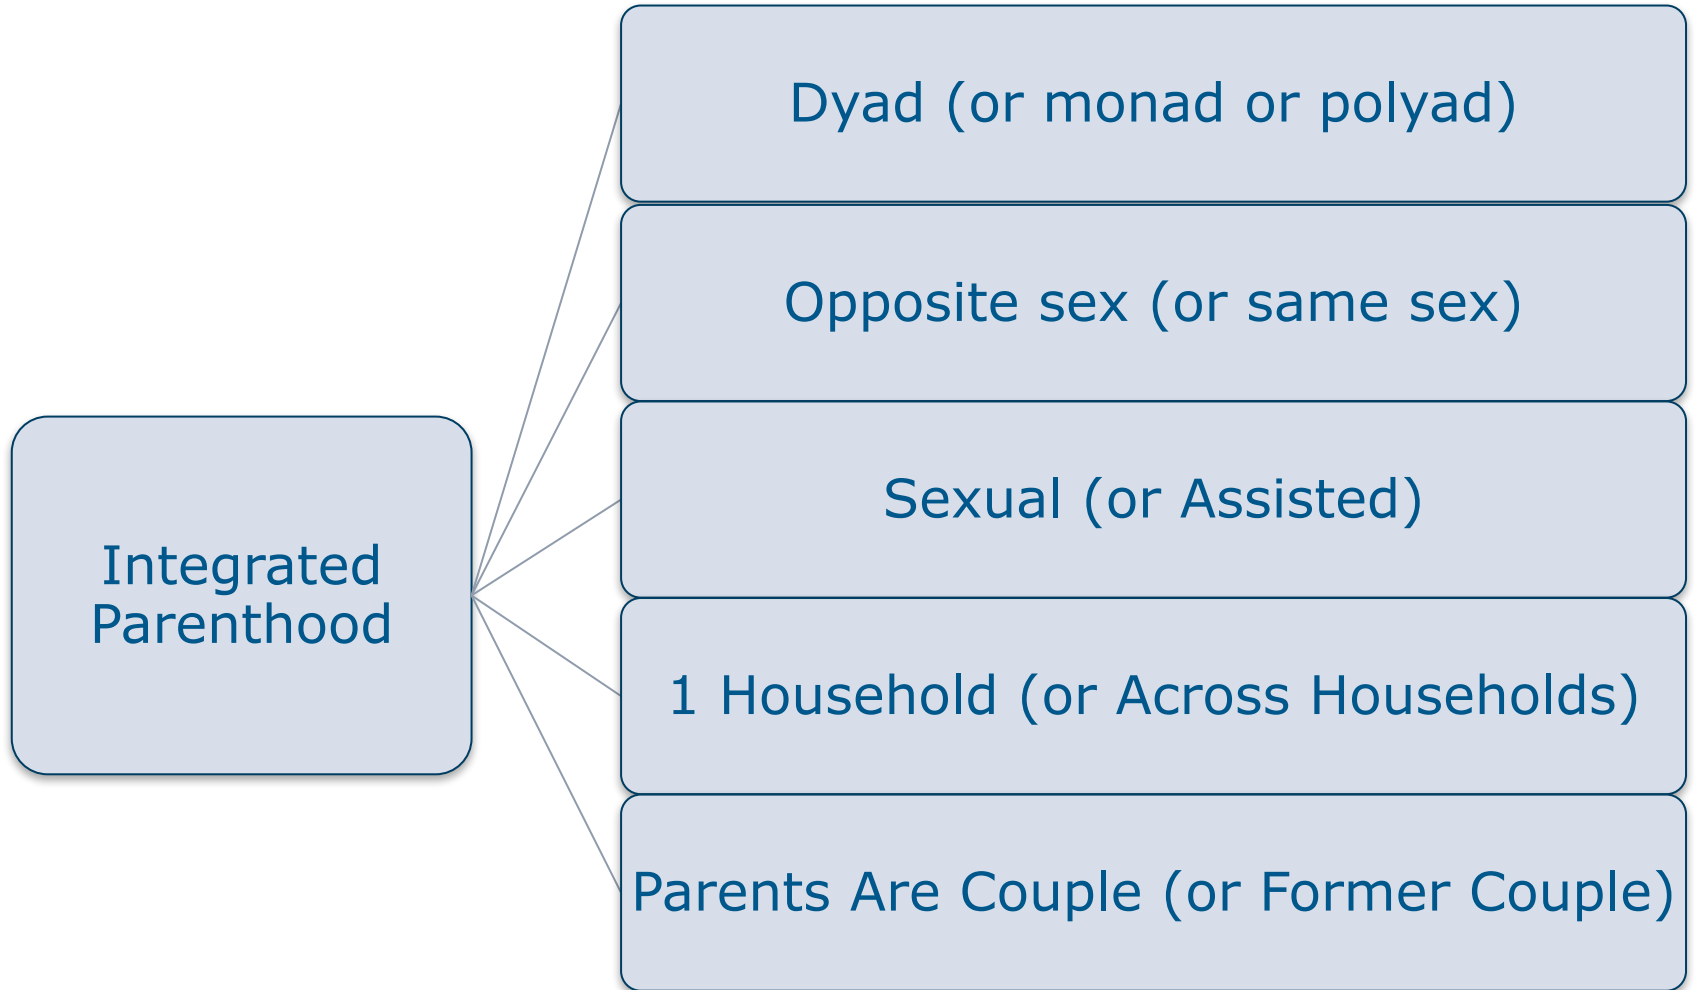 Dyad (or monad or polyad)
Opposite sex (or same sex)
Sexual (or Assisted)
Integrated
Parenthood
1 Household (or Across Households)
Parents Are Couple (or Former Couple)